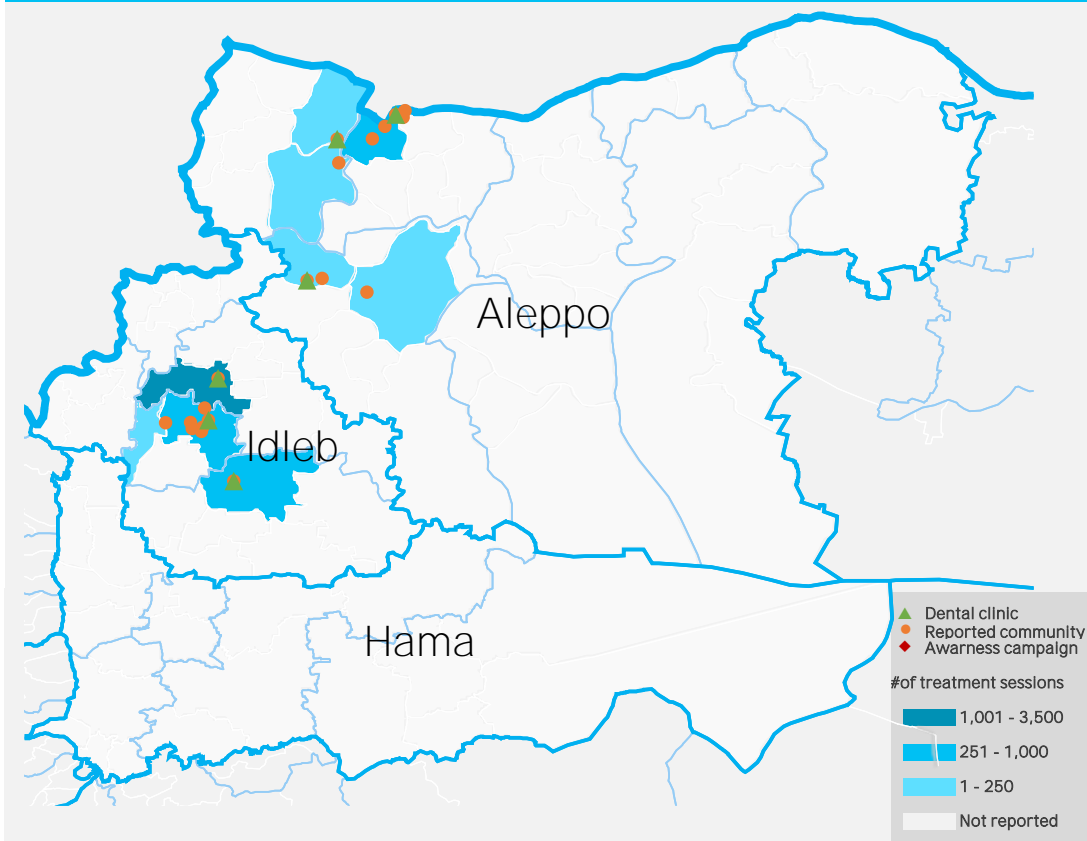 Aleppo
Idleb
Hama
Dental clinic
Reported community
Awarness campaign
#of treatment sessions
1,001 - 3,500
251 - 1,000
1 - 250
Not reported